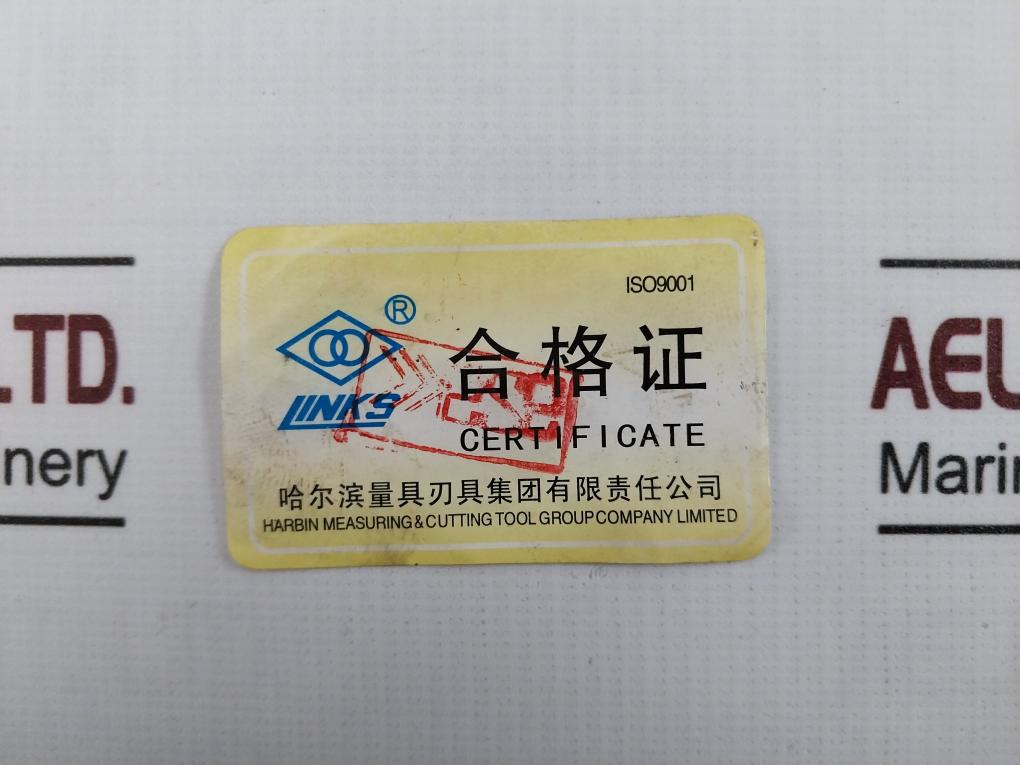 ISO9001
®
LINKS
合格证
CERTIFICATE
哈尔滨量具刃具集团有限责任公司
HARBIN MEASURING & CUTTING TOOL GROUP COMPANY LIMITED
LTD.
nery
AEL
Marin